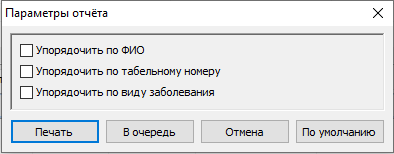 Параметры отчёта
Упорядочить по ФИО
Упорядочить по табельному номеру
Упорядочить по виду заболевания
Печать В очередь Отмена По умолчанию